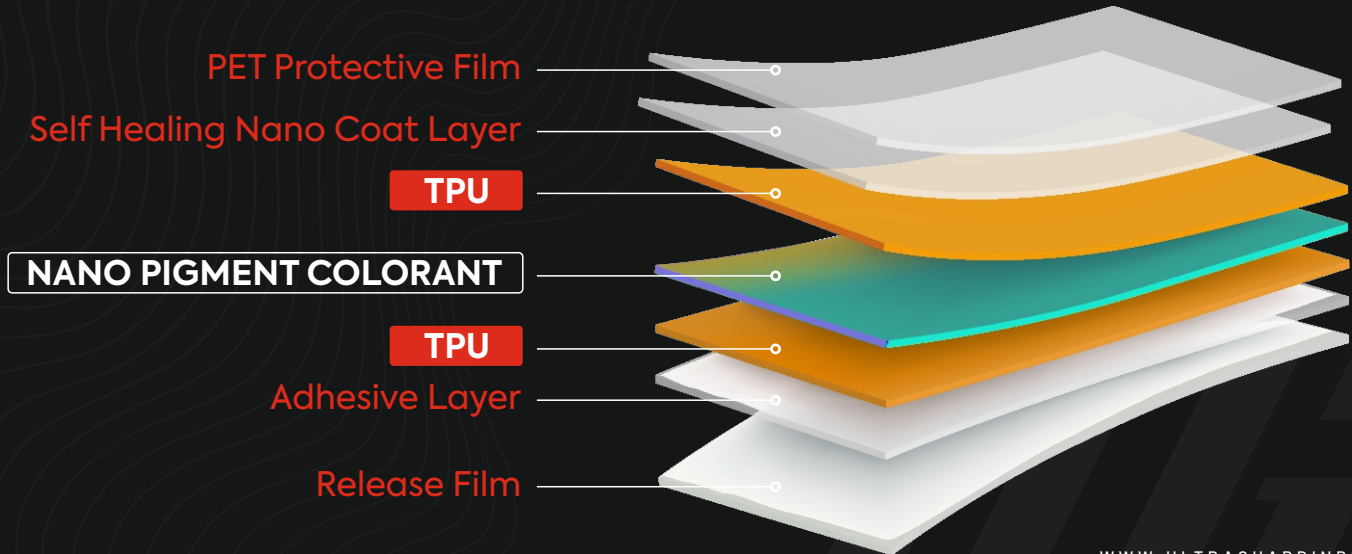 PET Protective Film
Self Healing Nano Coat Layer
TPU
NANO PIGMENT COLORANT
TPU
Adhesive Layer
Release Film